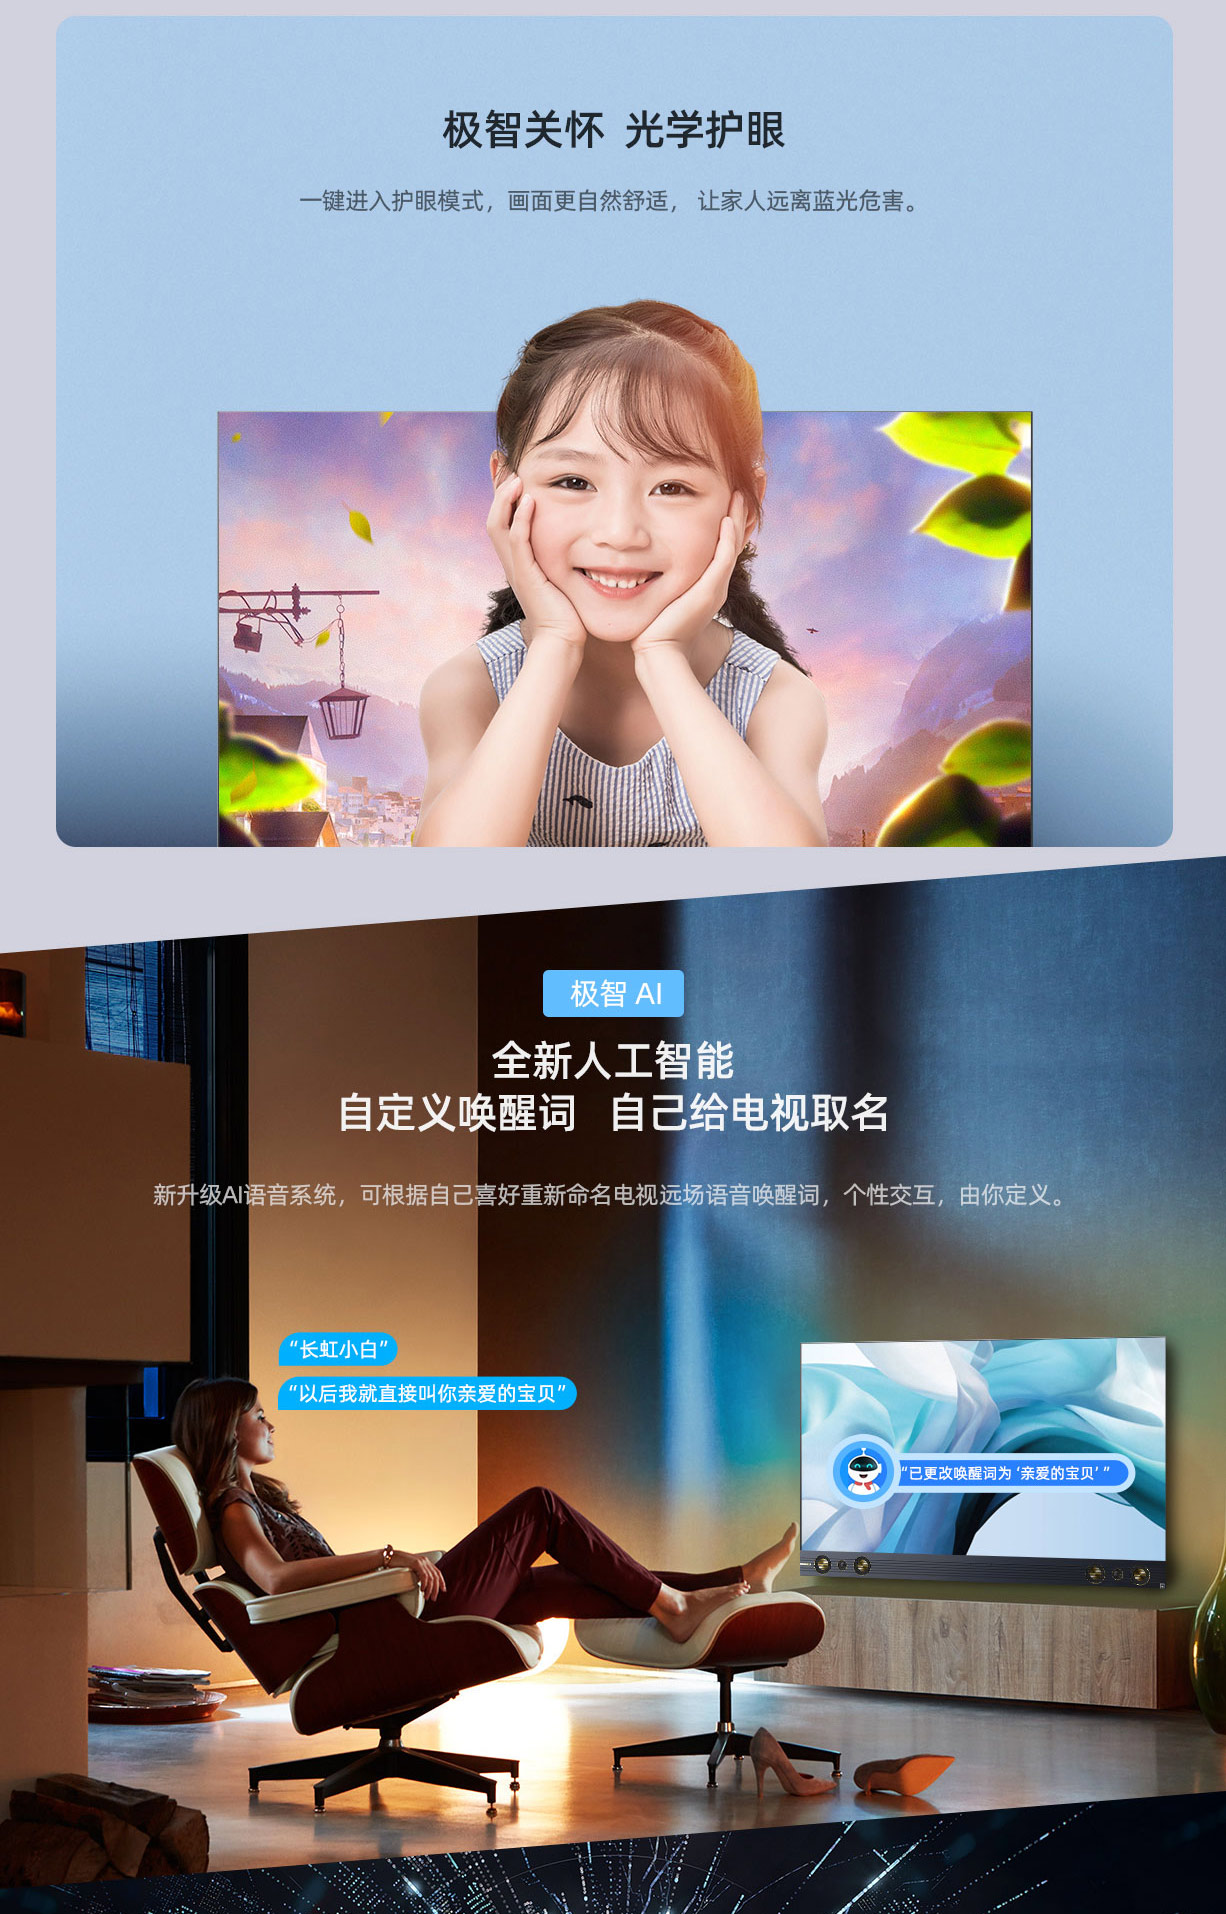 极智关怀 光学护眼
一键进入护眼模式，画面更自然舒适， 让家人远离蓝光危害。
极智 AI
全新人工智能
自定义唤醒词 自己给电视取名
新升级AI语音系统，可根据自己喜好重新命名电视远场语音唤醒词，个性交互，由你定义。
“长虹小白”
“以后我就直接叫你亲爱的宝贝”
“已更改唤醒词为 ‘亲爱的宝贝’ ”